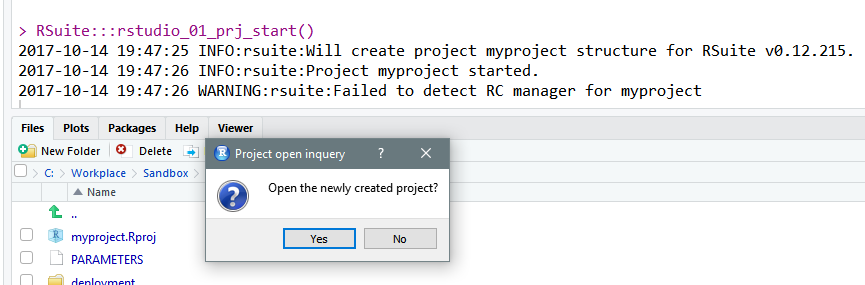 > RSuite:::rstudio_01_prj_start()
2017-10-14 19:47:25 INFO:rsuite:Will create project myproject structure for RSuite v0.12.215.
2017-10-14 19:47:26 INFO:rsuite:Project myproject started.
2017-10-14 19:47:26 WARNING:rsuite:Failed to detect RC manager for myproject
Files Plots Packages Help Viewer
New Folder Delete
C: Workplace Sandbox
Name
..
myproject.Rproj
PARAMETERS
deployment
Project open inquery ?
Open the newly created project?
Yes No